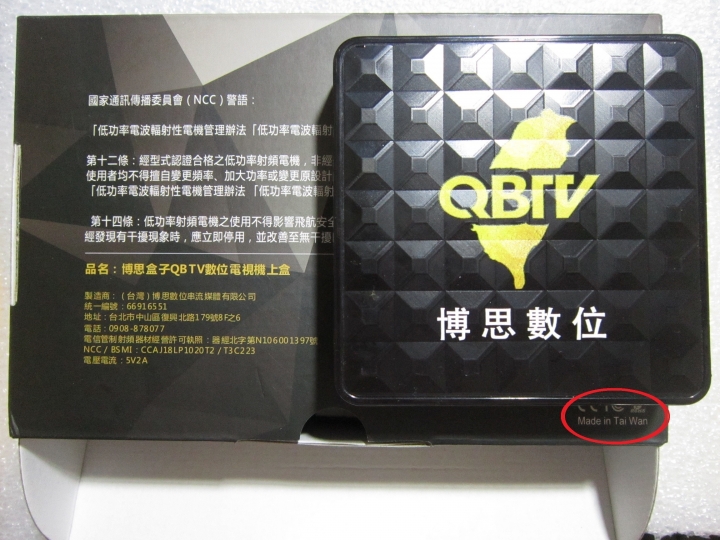 國家通訊傳播委員會（NCC）警語：
「低功率電波輻射性電機管理辦法「低功率電波輻射
第十二條：經型式認證合格之低功率射頻電機，非經
使用者均不得擅自變更頻率、加大功率或變更原設計
「低功率電波輻射性電機管理辦法「低功率電波輻射
第十四條：低功率射頻電機之使用不得影響飛航安全
經發現有干擾現象時，應立即停用，並改善至無干擾
品名：博思盒子QBTV數位電視機上盒
製造商：（台灣）博思數位串流媒體有限公司
統一編號：66916551
地址：台北市中山區復興北路179號8F之6
電話：0908-878077
電信管制射頻器材經營許可執照：器經北字第N106001397號
NCC / BSMI：CCAJ18LP1020T2 / T3C223
電壓電流：5V2A
QBTV
博思數位
Made in Tai Wan